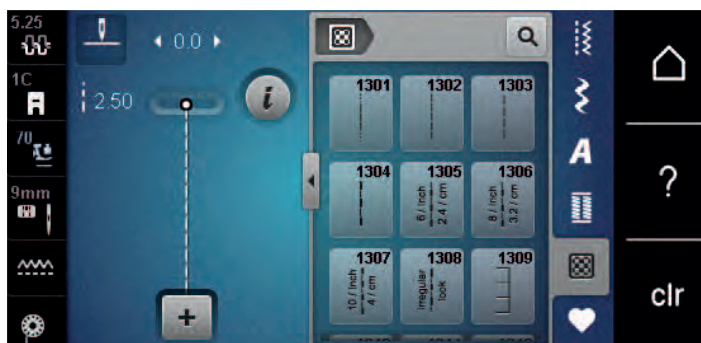 5.25
0.0
1C
2.50
70
9mm
1301
1302
1303
1304
1305
6 / Inch
2.4 / cm
1306
8 / Inch
3.2 / cm
1307
10 / Inch
4 / cm
1308
irregular
look
1309
A
?
clr
i
+